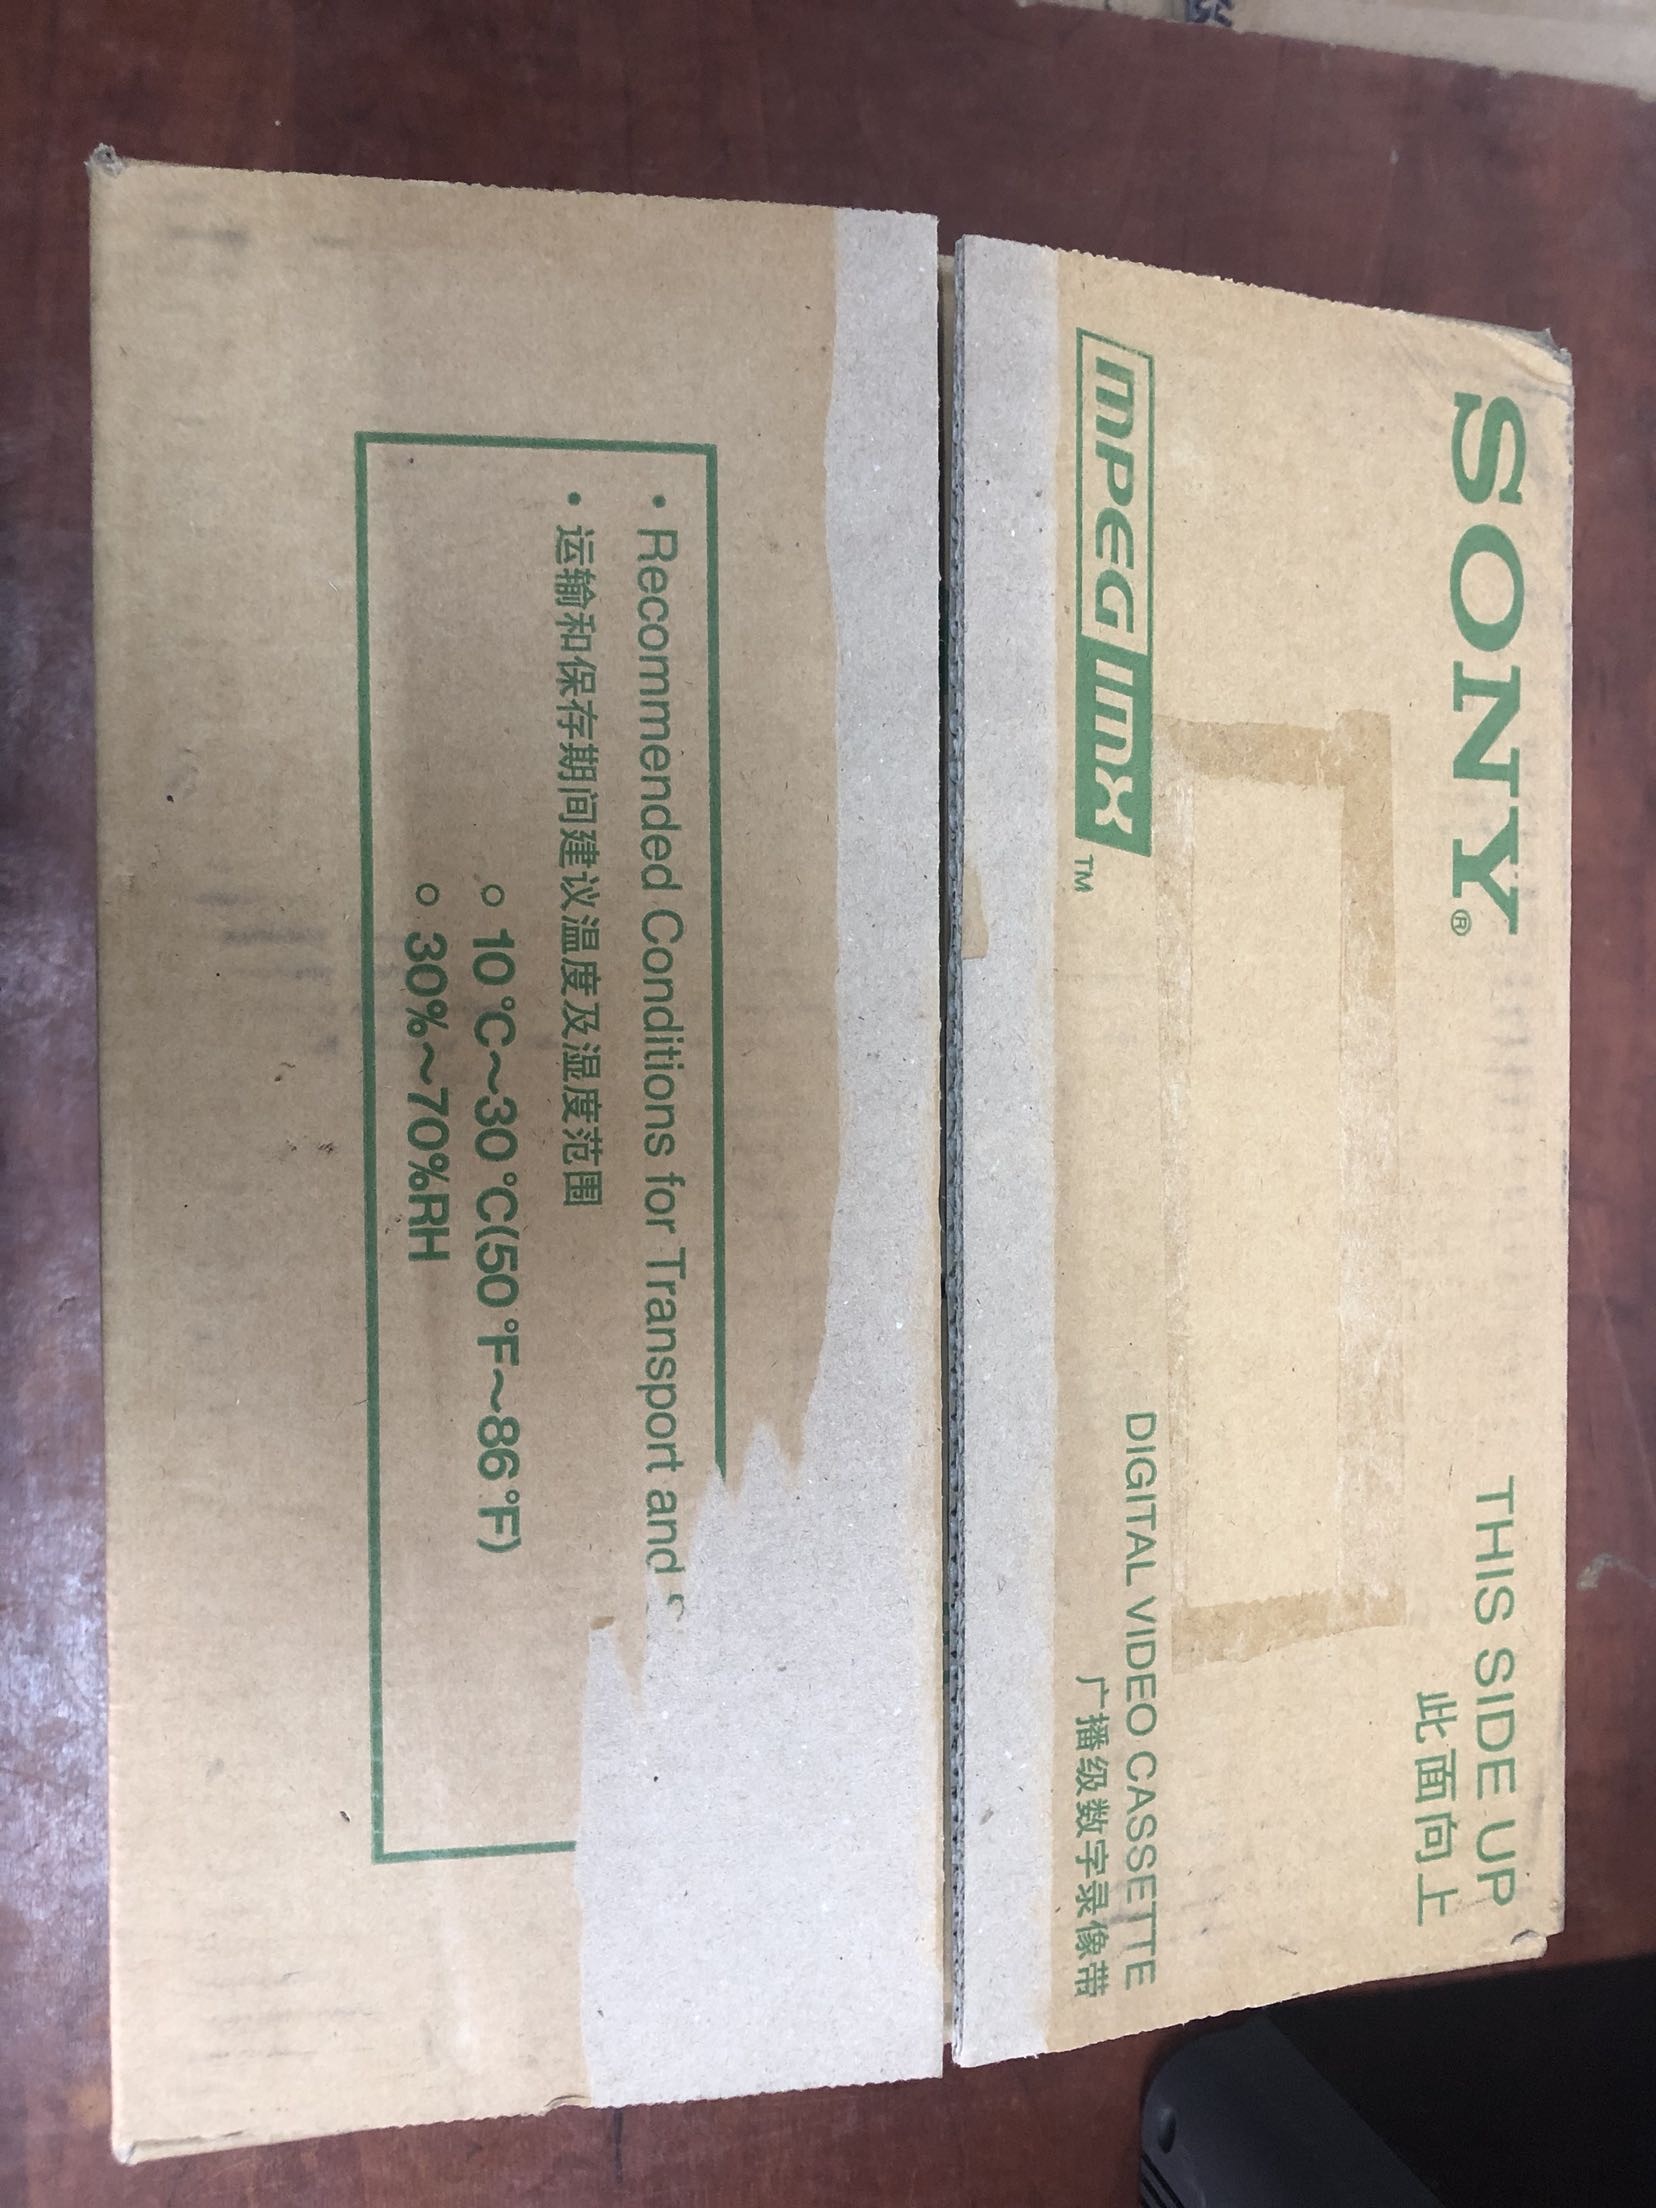 SONY®
THIS SIDE UP
此面向上
MPEG IMX™
DIGITAL VIDEO CASSETTE
广播级数字录像带
• Recommended Conditions for Transport and
• 运输和保存期间建议温度及湿度范围
○ 10℃~30℃(50℉~86℉)
○ 30%~70%RH